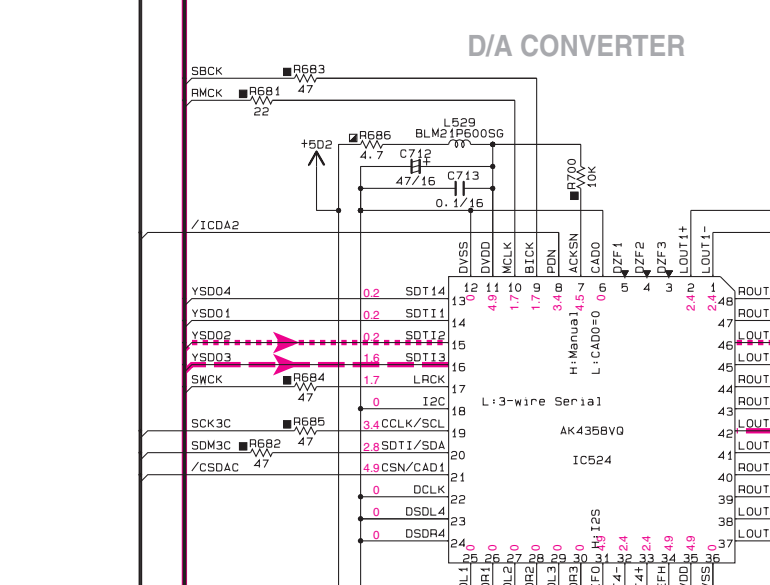 D/A CONVERTER
SBCK
R683
47
RMCK
R681
22
L529
BLM21P600SG
R686
4.7
+5D2
C712
+
47/16
C713
0.1/16
R700
10K
/ICDA2
DVSS
DVDD
MCLK
BICK
PDN
ACKSN
CAD0
DZF1
DZF2
DZF3
LOUT1+
LOUT1-
12 11 10 9 8 7 6 5 4 3 2 1
0 4.9 1.7 1.7 3.4 4.5 0 2.4 2.4
YSDO4 0.2 SDT14 13
YSDO1 0.2 SDTI1 14
YSDO2 0.2 SDTI2 15
YSDO3 1.6 SDTI3 16
SWCK R684 47 1.7 LRCK 17
0 I2C 18
SCK3C R685 47 3.4 CCLK/SCL 19
SDM3C R682 47 2.8 SDTI/SDA 20
/CSDAC 4.9 CSN/CAD1 21
0 DCLK 22
0 DSDL4 23
0 DSDR4 24
H:Manual
L:CAD0=0
L:3-wire Serial
AK4358VQ
IC524
H:I2S
48 ROUT
47 LOUT
46 ROUT
45 LOUT
44 ROUT
43 ROUT
42 LOUT
41 LOUT
40 ROUT
39 ROUT
38 LOUT
37 LOUT
0 0 0 0 0 0 4.9 2.4 2.4 4.9 4.9 0
25 26 27 28 29 30 31 32 33 34 35 36